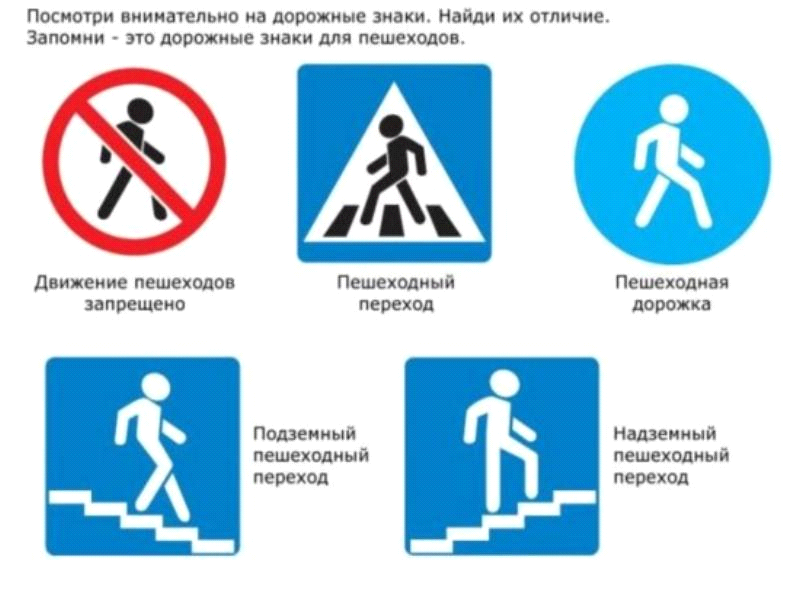 Посмотри внимательно на дорожные знаки. Найди их отличие.
Запомни - это дорожные знаки для пешеходов.
Движение пешеходов
запрещено
Пешеходный
переход
Пешеходная
дорожка
Подземный
пешеходный
переход
Надземный
пешеходный
переход